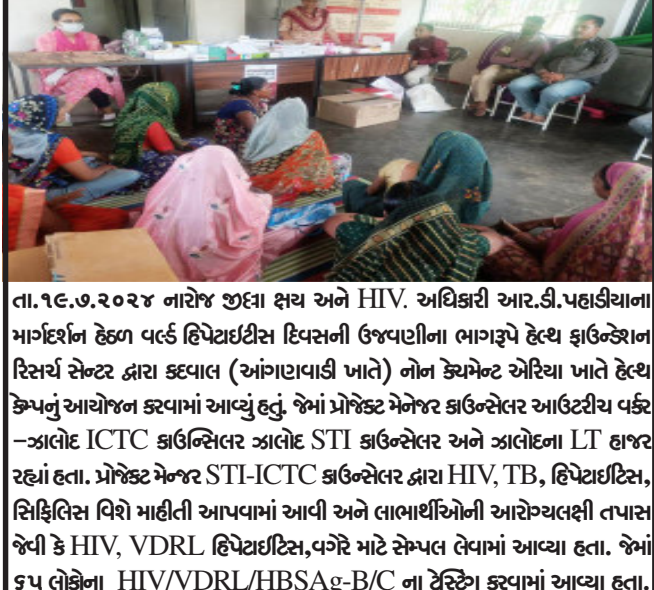 તા.૧૯.૭.૨૦૨૪ નારોજ જીલ્લા ક્ષય અને HIV. અધિકારી આર.ડી.પહાડીયાના
માર્ગદર્શન હેઠળ વર્લ્ડ હિપેટાઇટીસ દિવસની ઉજવણીના ભાગરૂપે હેલ્થ ફાઉન્ડેશન
રિસર્ચ સેન્ટર દ્વારા કદવાલ (આંગણવાડી ખાતે) નોન કેચમેન્ટ એરિયા ખાતે હેલ્થ
કેમ્પનું આયોજન કરવામાં આવ્યું હતું. જેમાં પ્રોજેક્ટ મેનેજર કાઉન્સેલર આઉટરીચ વર્કર
–ઝાલોદ ICTC કાઉન્સિલર ઝાલોદ STI કાઉન્સેલર અને ઝાલોદના LT હાજર
રહ્યાં હતા. પ્રોજેક્ટ મેન્જર STI-ICTC કાઉન્સેલર દ્વારા HIV, TB, હિપેટાઇટિસ,
સિફિલિસ વિશે માહીતી આપવામાં આવી અને લાભાર્થીઓની આરોગ્યલક્ષી તપાસ
જેવી કે HIV, VDRL હિપેટાઇટિસ,વગેરે માટે સેમ્પલ લેવામાં આવ્યા હતા. જેમાં
૬૫ લોકોના HIV/VDRL/HBSAg-B/C ના ટેસ્ટિંગ કરવામાં આવ્યા હતા.